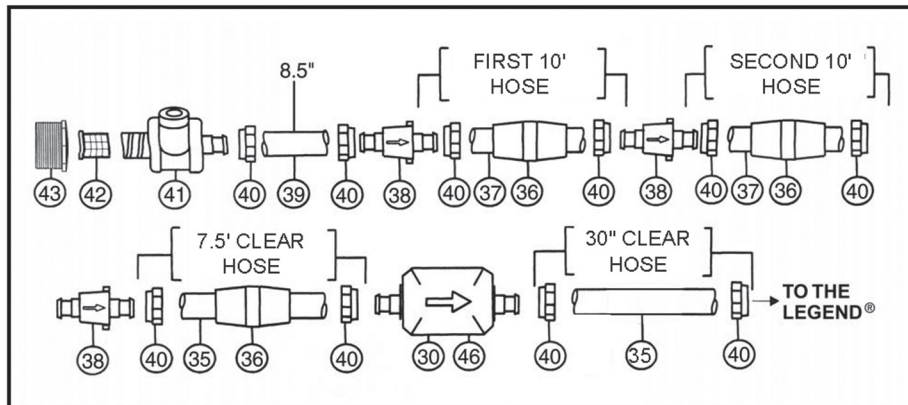 8.5"
FIRST 10'
HOSE
SECOND 10'
HOSE
43 42 41 40 39 40 38 40 37 36 40 38 40 37 36 40
7.5' CLEAR
HOSE
30" CLEAR
HOSE
TO THE
LEGEND®
38 40 35 36 40 30 46 40 35 40